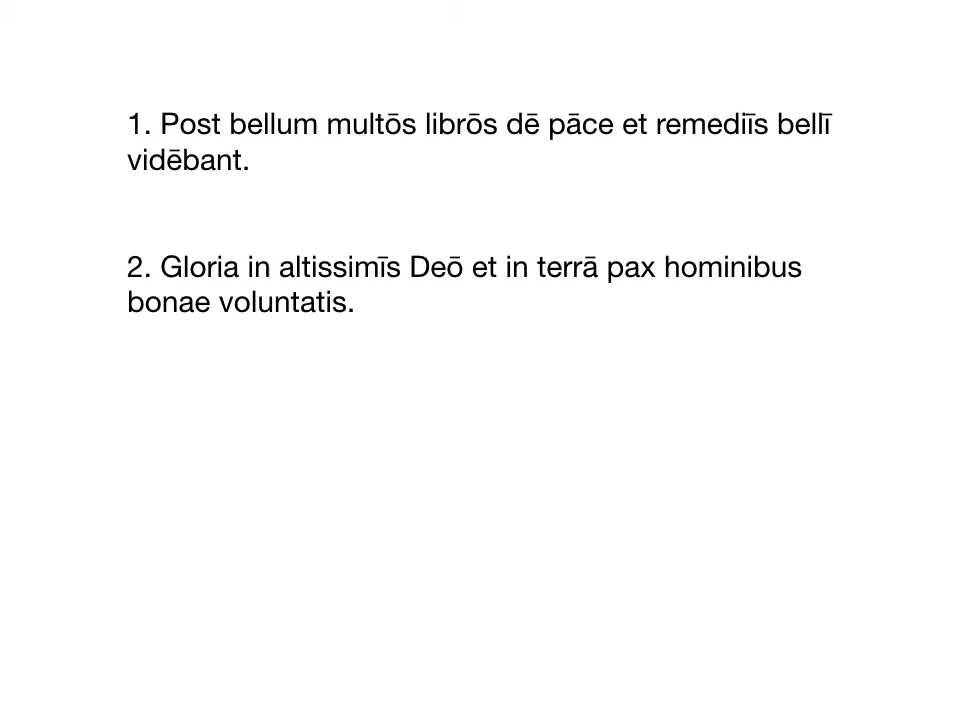 1. Post bellum multōs librōs dē pāce et remediīs bellī
vidēbant.
2. Gloria in altissimīs Deō et in terrā pax hominibus
bonae voluntatis.